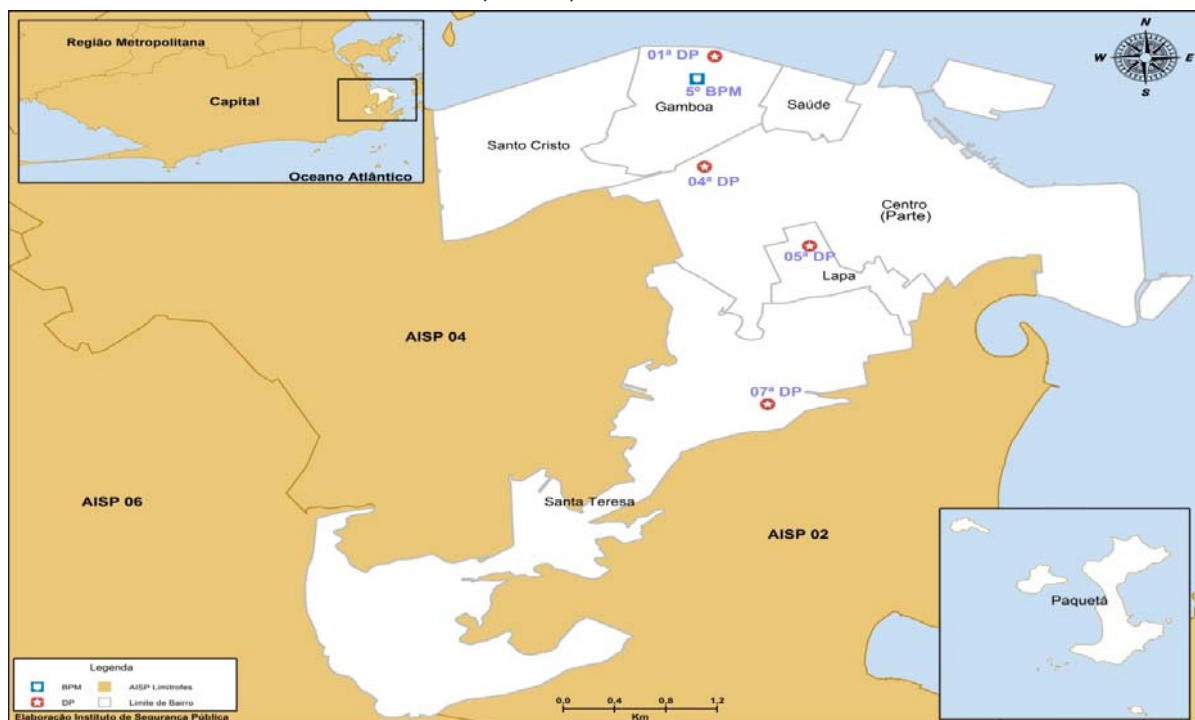 Região Metropolitana
Capital
Oceano Atlântico
N
W E
S
01ª DP
5º BPM
Gamboa
Saúde
Santo Cristo
04ª DP
Centro
(Parte)
05ª DP
Lapa
AISP 04
07ª DP
Santa Teresa
AISP 06
AISP 02
Paquetá
Legenda
BPM AISP Limítrofes
DP Limite de Bairro
Elaboração Instituto de Segurança Pública
0,0 0,4 0,8 1,2
Km